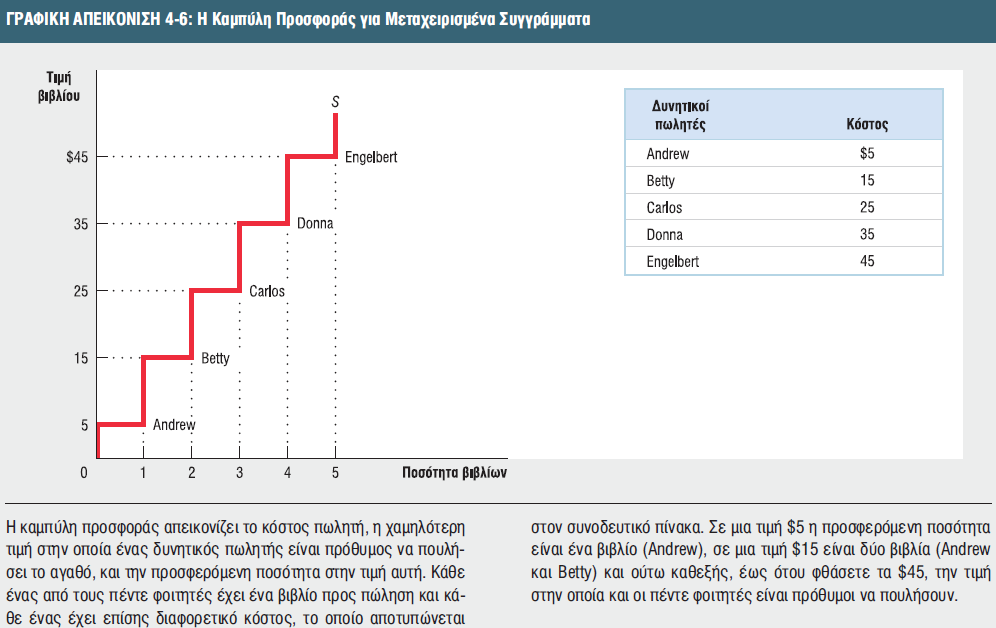 ΓΡΑΦΙΚΗ ΑΠΕΙΚΟΝΙΣΗ 4-6: Η Καμπύλη Προσφοράς για Μεταχειρισμένα Συγγράμματα
Τιμή
βιβλίου
S
$45
Engelbert
35
Donna
25
Carlos
15
Betty
5
Andrew
0 1 2 3 4 5 Ποσότητα βιβλίων
Δυνητικοί
πωλητές Κόστος
Andrew $5
Betty 15
Carlos 25
Donna 35
Engelbert 45
Η καμπύλη προσφοράς απεικονίζει το κόστος πωλητή, η χαμηλότερη
τιμή στην οποία ένας δυνητικός πωλητής είναι πρόθυμος να πουλή-
σει το αγαθό, και την προσφερόμενη ποσότητα στην τιμή αυτή. Κάθε
ένας από τους πέντε φοιτητές έχει ένα βιβλίο προς πώληση και κά-
θε ένας έχει επίσης διαφορετικό κόστος, το οποίο αποτυπώνεται
στον συνοδευτικό πίνακα. Σε μια τιμή $5 η προσφερόμενη ποσότητα
είναι ένα βιβλίο (Andrew), σε μια τιμή $15 είναι δύο βιβλία (Andrew
και Betty) και ούτω καθεξής, έως ότου φθάσετε τα $45, την τιμή
στην οποία και οι πέντε φοιτητές είναι πρόθυμοι να πουλήσουν.